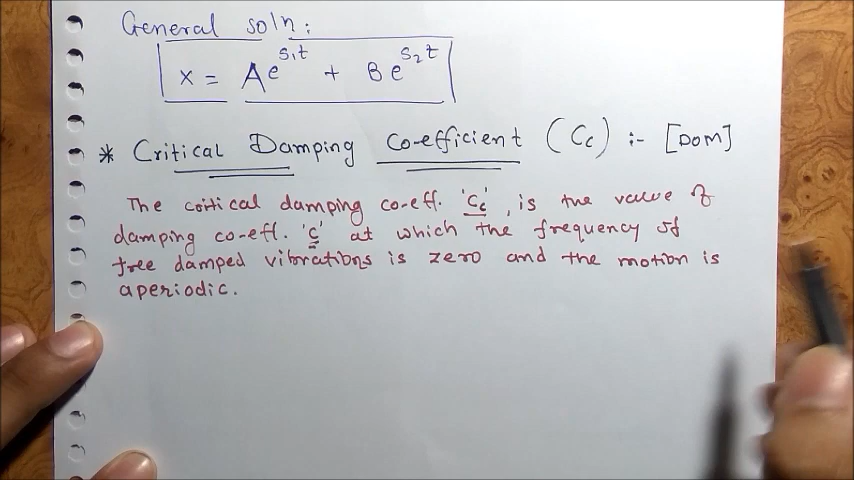 General soln:
x = Ae^{s₁t} + Be^{s₂t}
* Critical Damping Co-efficient (Cc) :- [DOM]
The critical damping co-eff. 'Cc', is the value of
damping co-eff. 'c' at which the frequency of
free damped vibrations is zero and the motion is
aperiodic.